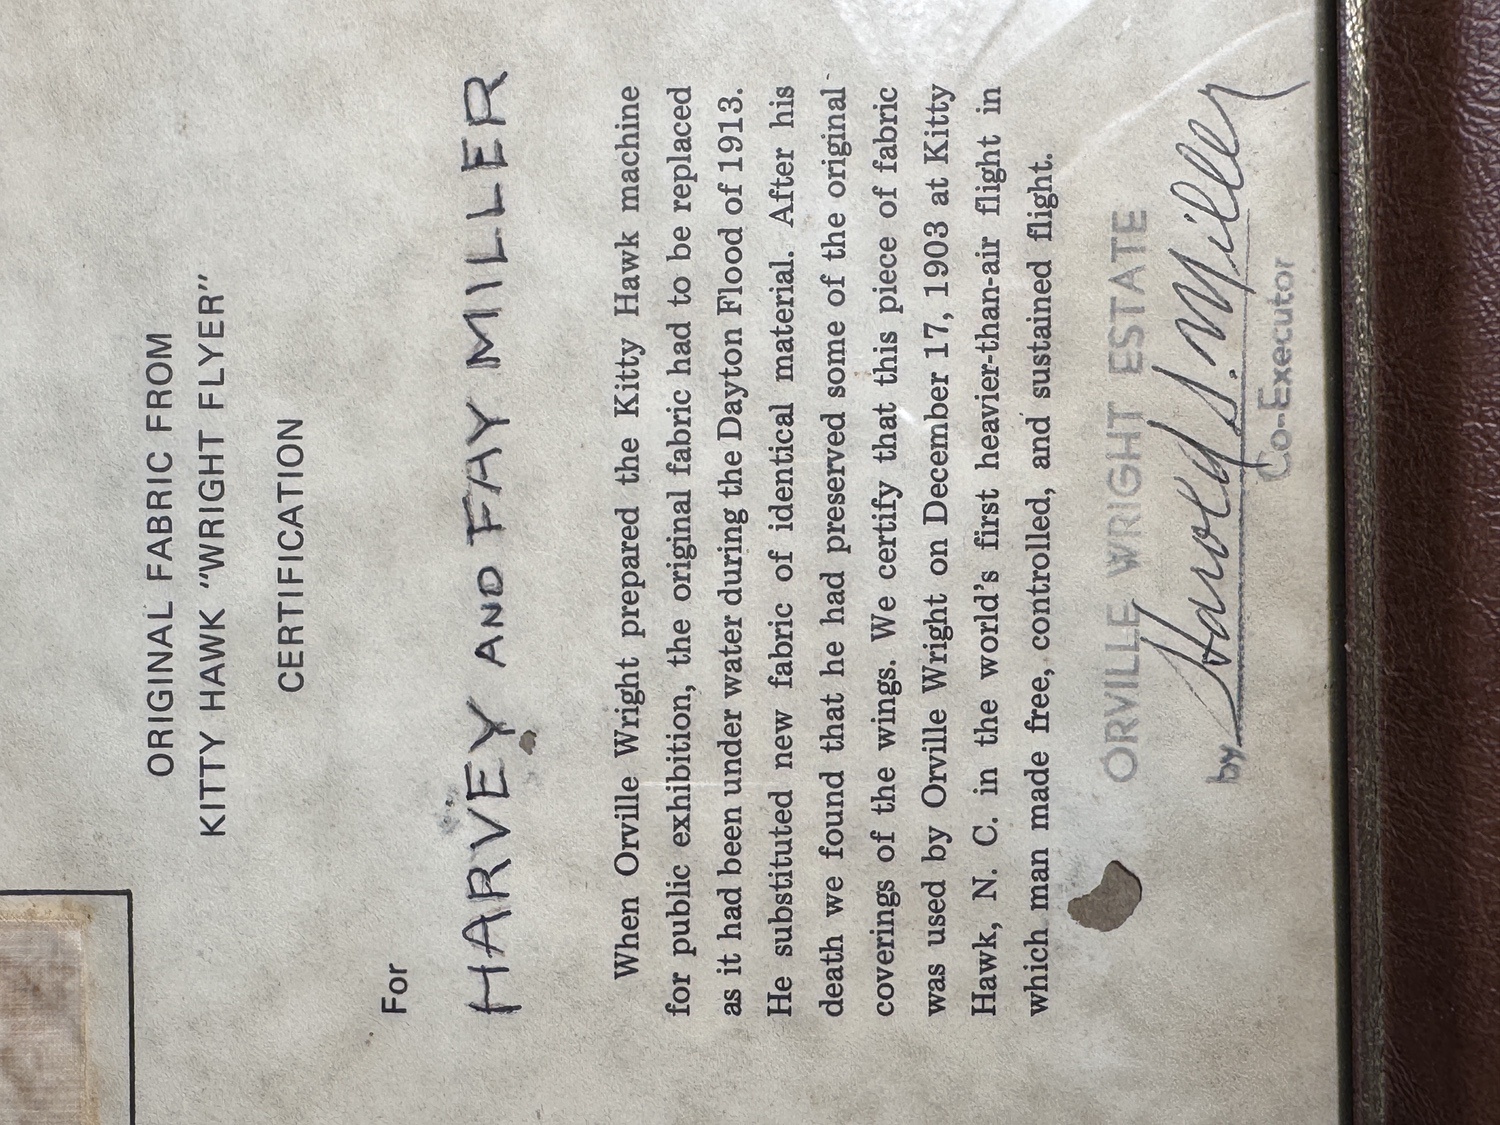 ORIGINAL FABRIC FROM
KITTY HAWK "WRIGHT FLYER"
CERTIFICATION
For
HARVEY AND FAY MILLER
When Orville Wright prepared the Kitty Hawk machine
for public exhibition, the original fabric had to be replaced
as it had been under water during the Dayton Flood of 1913.
He substituted new fabric of identical material. After his
death we found that he had preserved some of the original
coverings of the wings. We certify that this piece of fabric
was used by Orville Wright on December 17, 1903 at Kitty
Hawk, N. C. in the world's first heavier-than-air flight in
which man made free, controlled, and sustained flight.
ORVILLE WRIGHT ESTATE
by Harold S. Miller
Co-Executor